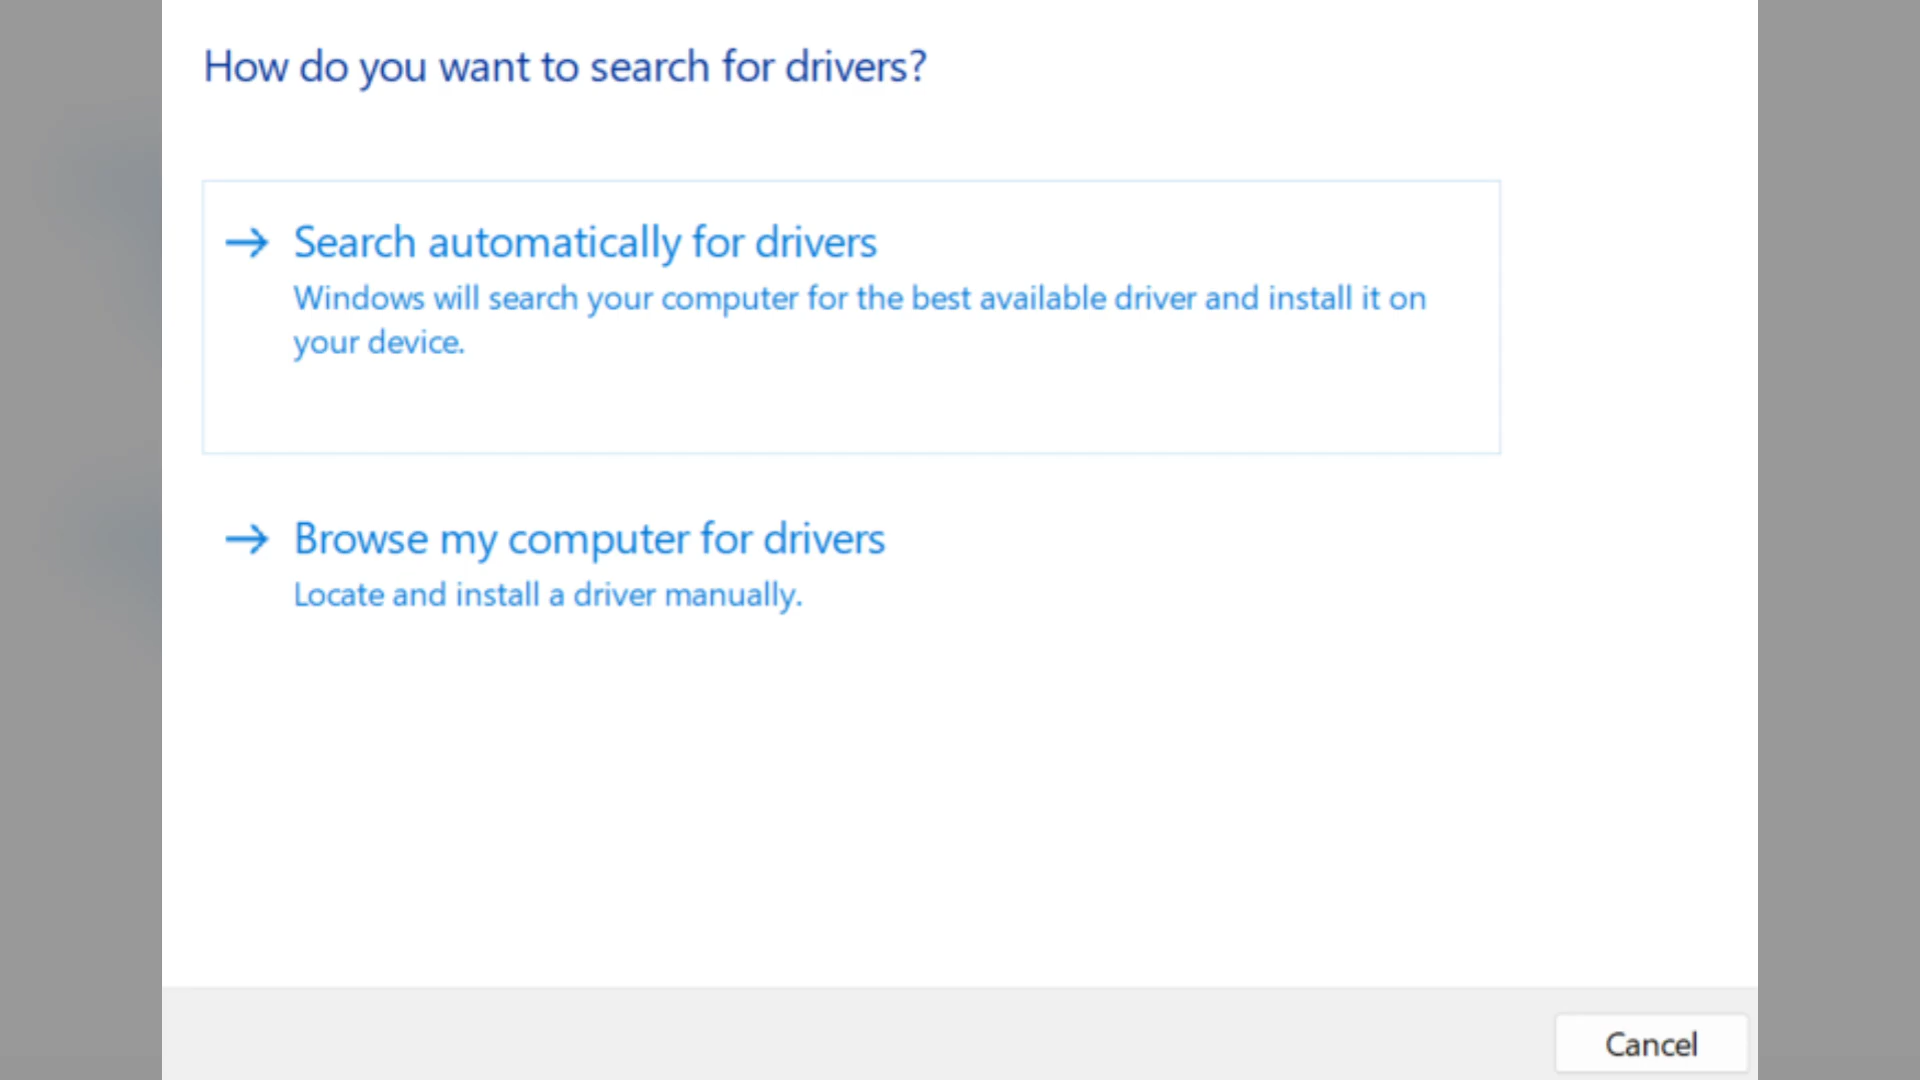 How do you want to search for drivers?
Search automatically for drivers
Windows will search your computer for the best available driver and install it on
your device.
Browse my computer for drivers
Locate and install a driver manually.
Cancel